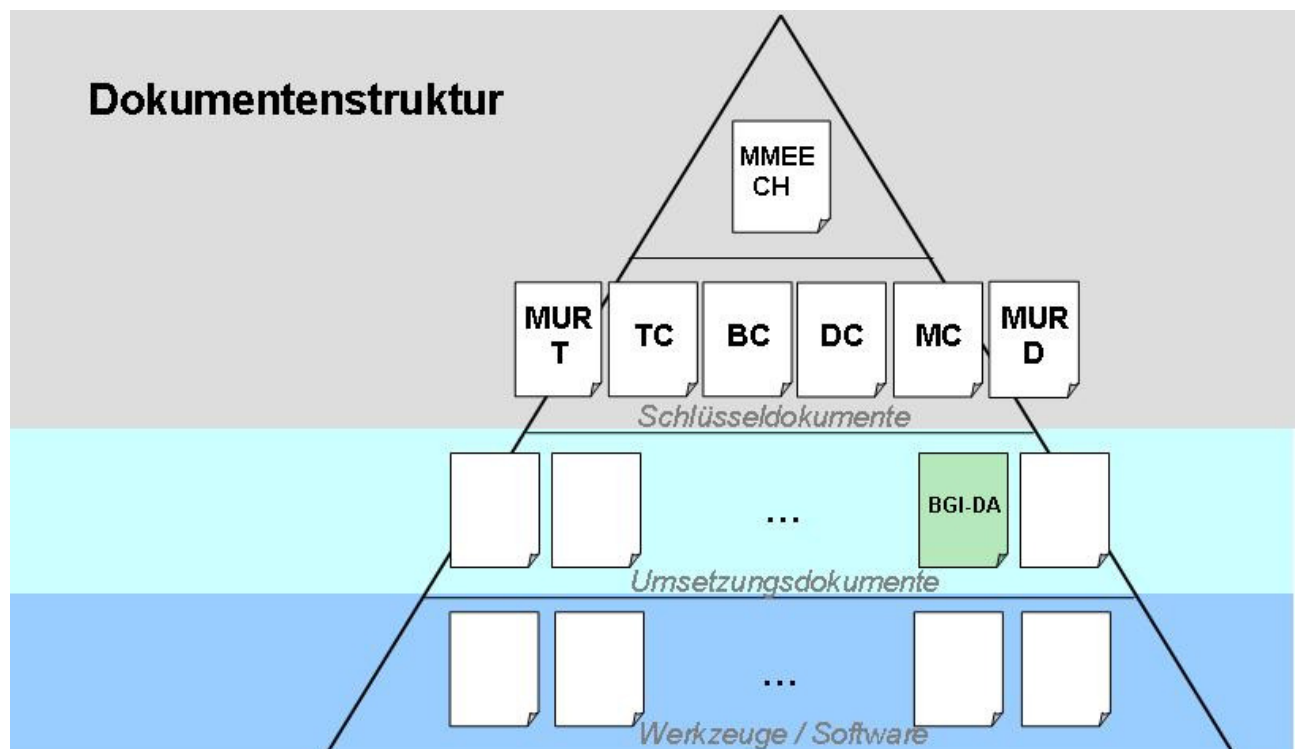 Dokumentenstruktur
MMEE
CH
MUR
T
TC
BC
DC
MC
MUR
D
Schlüsseldokumente
...
BGI-DA
Umsetzungsdokumente
...
Werkzeuge / Software